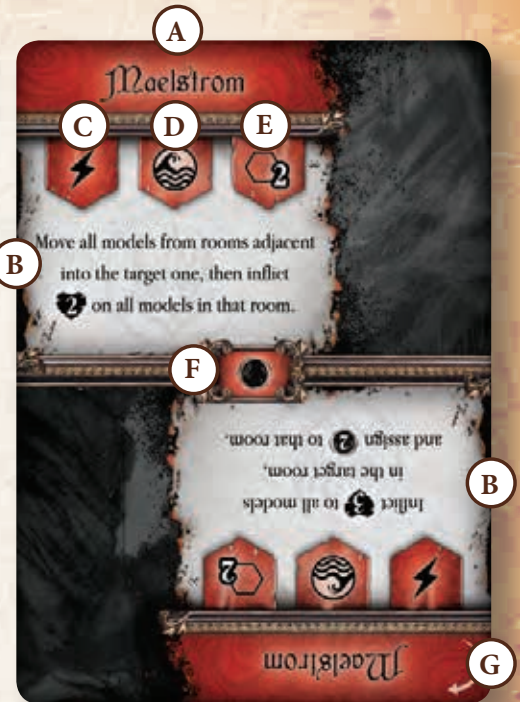 A
Maelstrom
C D E
2
Move all models from rooms adjacent
B
into the target one, then inflict
2 on all models in that room.
F
Maelstrom
2
Inflict 3 to all models
in the target room,
and assign 2 to that room.
B
G